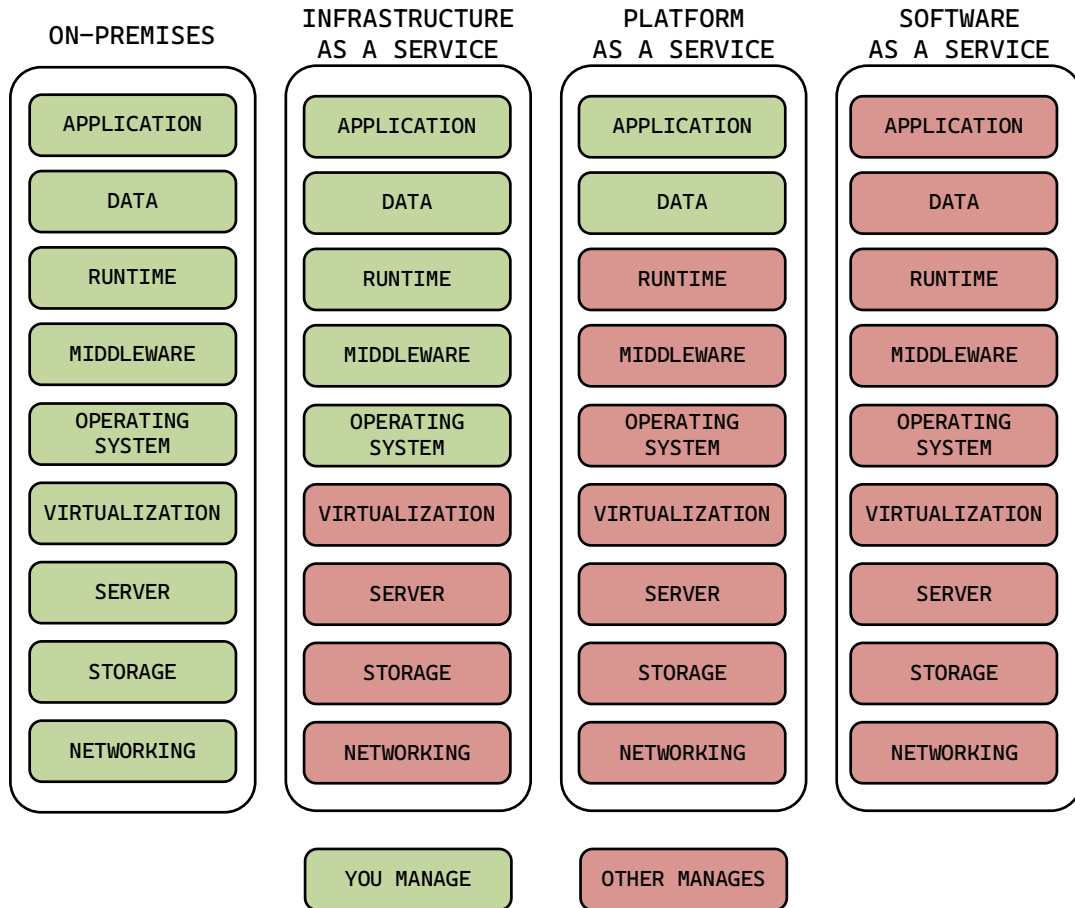 ON-PREMISES
APPLICATION
DATA
RUNTIME
MIDDLEWARE
OPERATING
SYSTEM
VIRTUALIZATION
SERVER
STORAGE
NETWORKING
INFRASTRUCTURE
AS A SERVICE
APPLICATION
DATA
RUNTIME
MIDDLEWARE
OPERATING
SYSTEM
VIRTUALIZATION
SERVER
STORAGE
NETWORKING
PLATFORM
AS A SERVICE
APPLICATION
DATA
RUNTIME
MIDDLEWARE
OPERATING
SYSTEM
VIRTUALIZATION
SERVER
STORAGE
NETWORKING
SOFTWARE
AS A SERVICE
APPLICATION
DATA
RUNTIME
MIDDLEWARE
OPERATING
SYSTEM
VIRTUALIZATION
SERVER
STORAGE
NETWORKING
YOU MANAGE
OTHER MANAGES